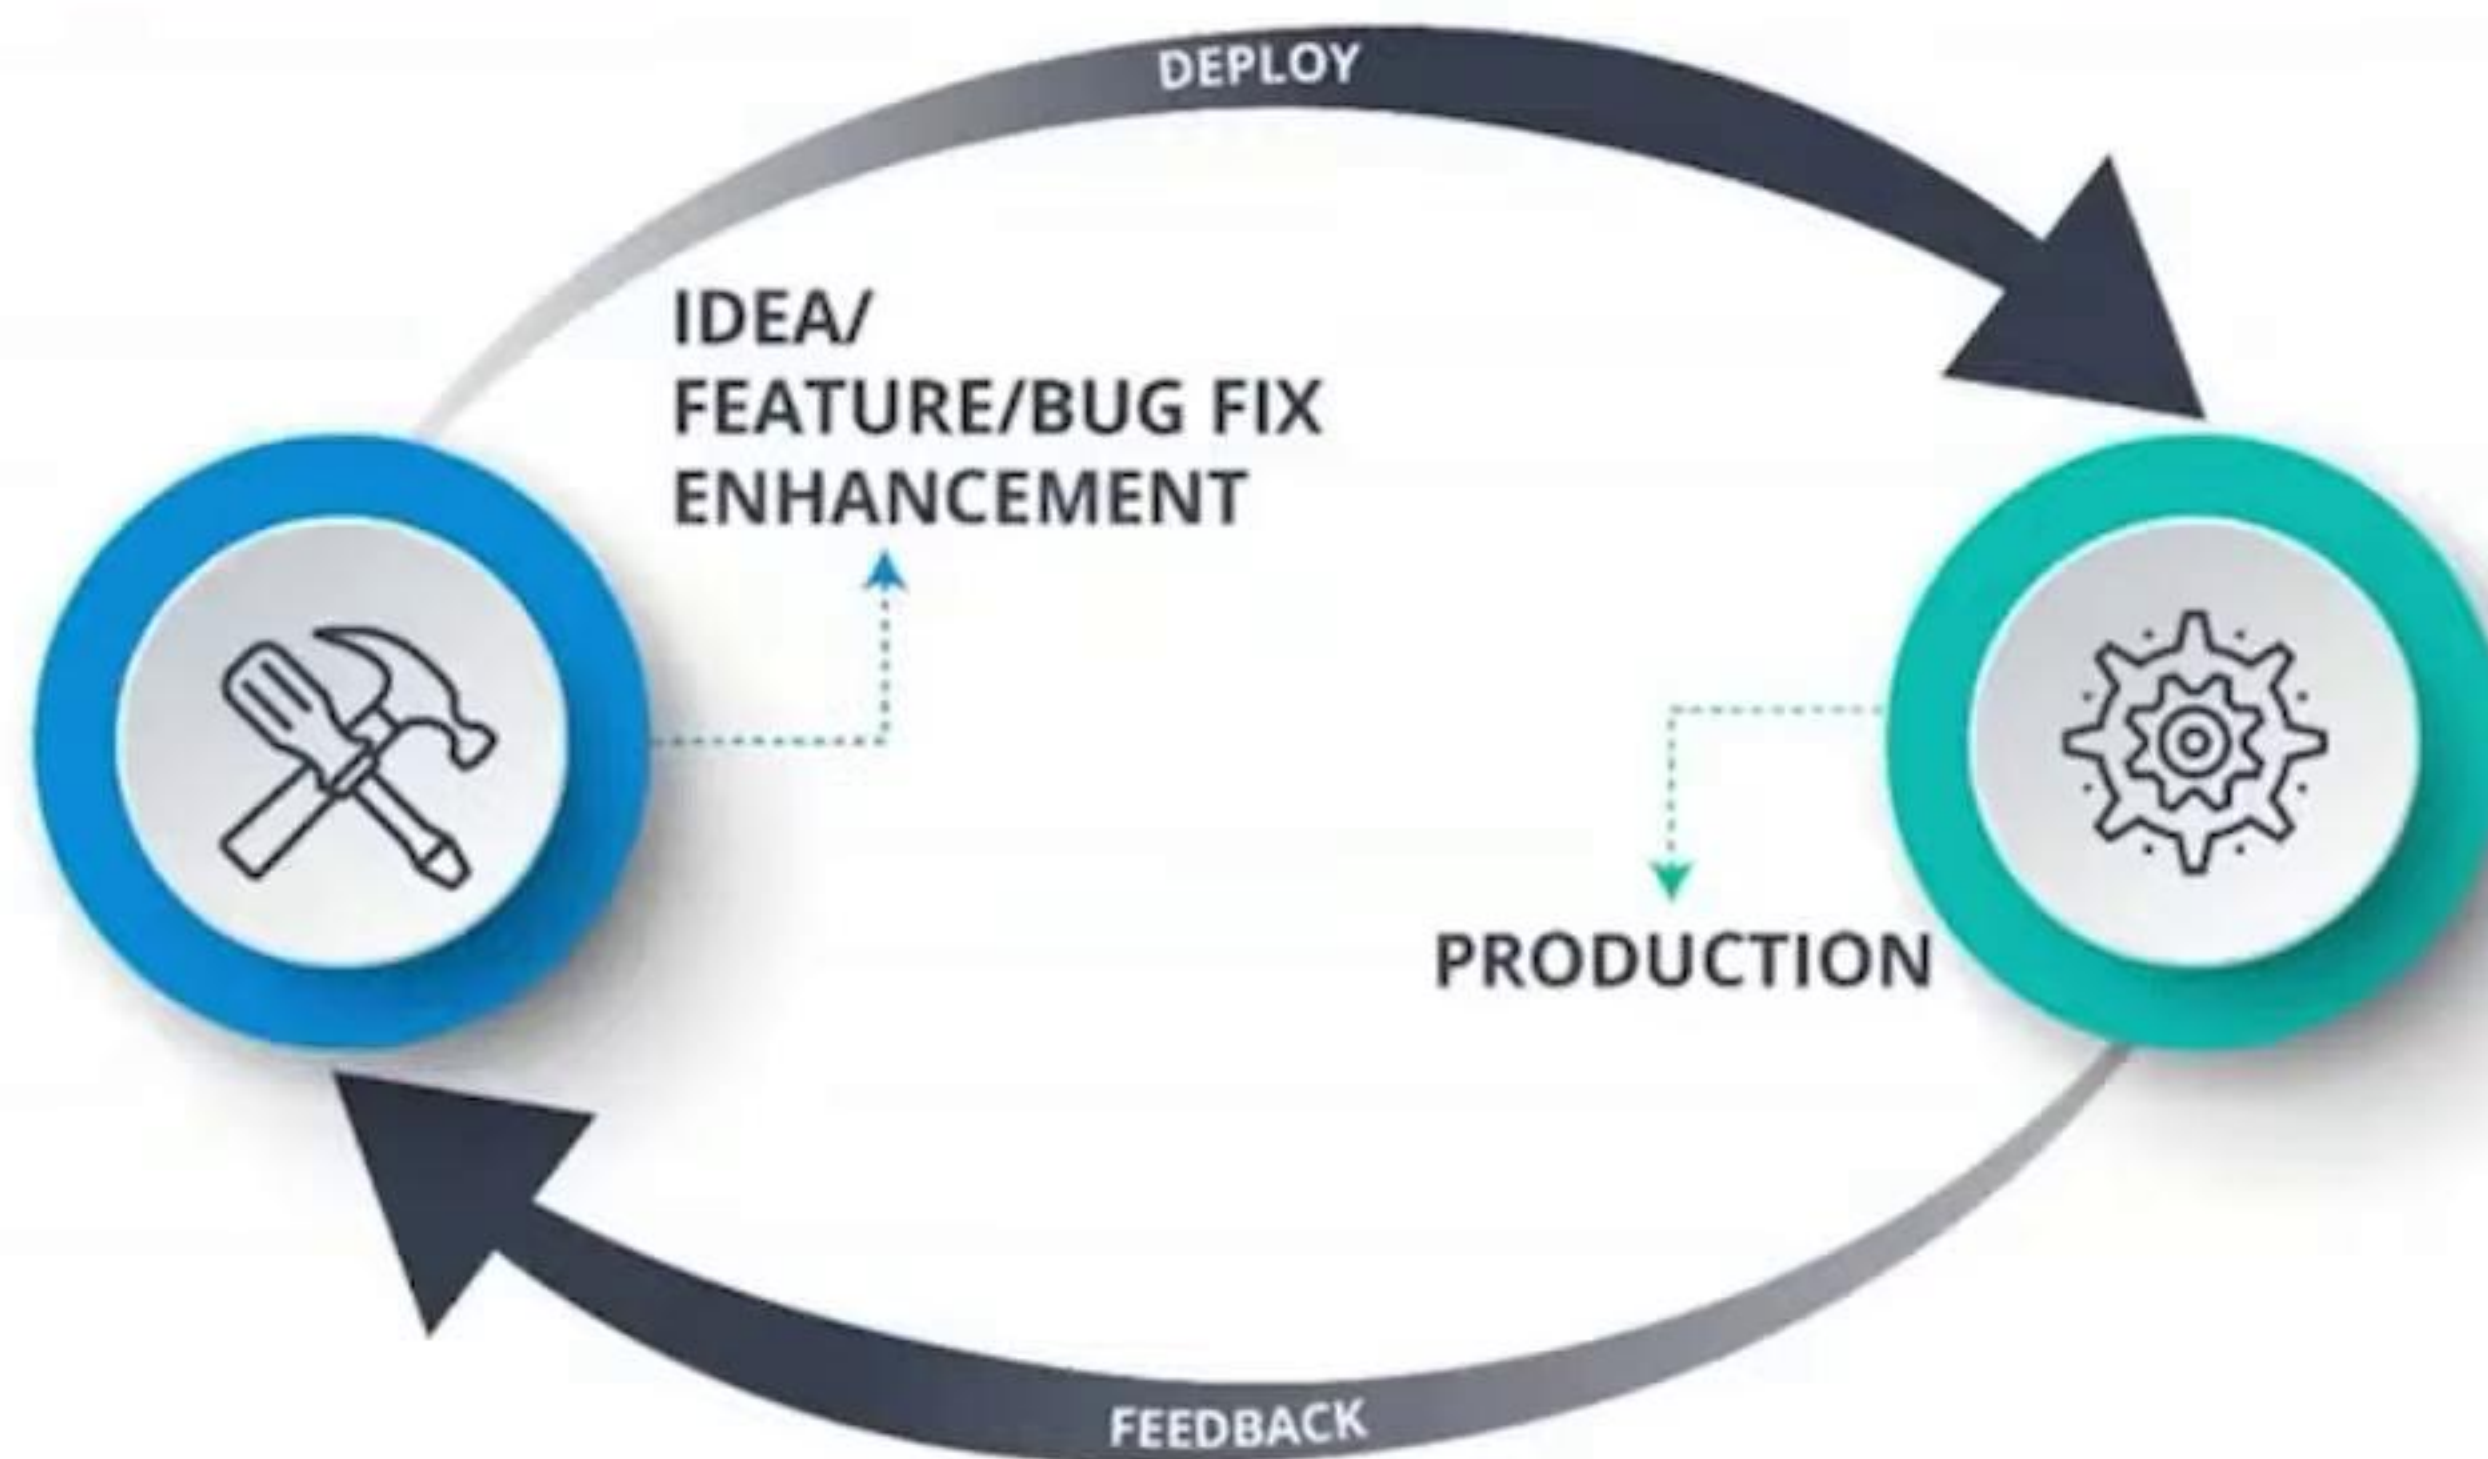 DEPLOY
IDEA/
FEATURE/BUG FIX
ENHANCEMENT
PRODUCTION
FEEDBACK